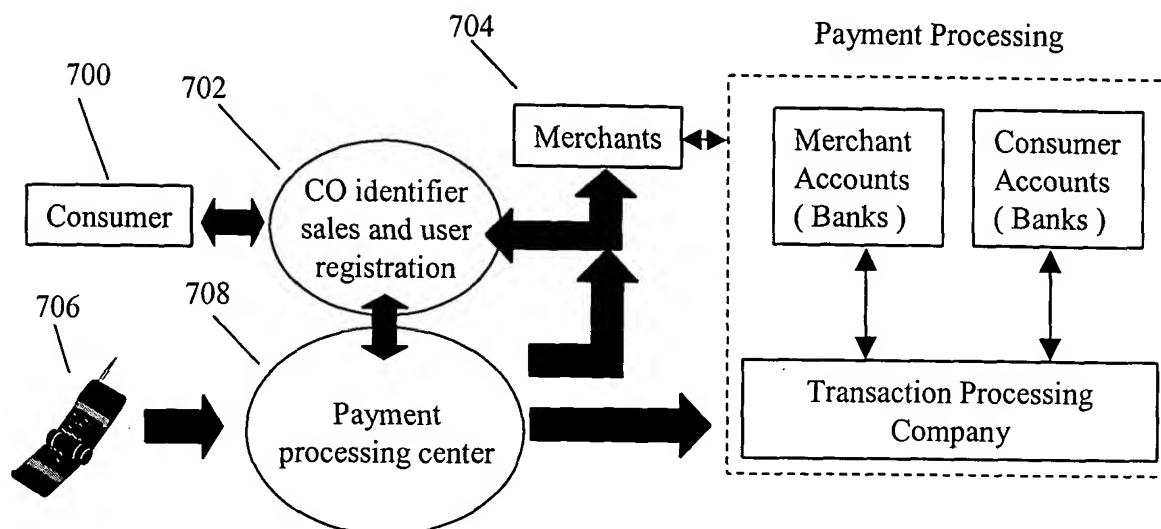 704
Payment Processing
700
702
Merchants
Merchant
Accounts
( Banks )
Consumer
Accounts
( Banks )
Consumer
CO identifier
sales and user
registration
706
708
Payment
processing center
Transaction Processing
Company